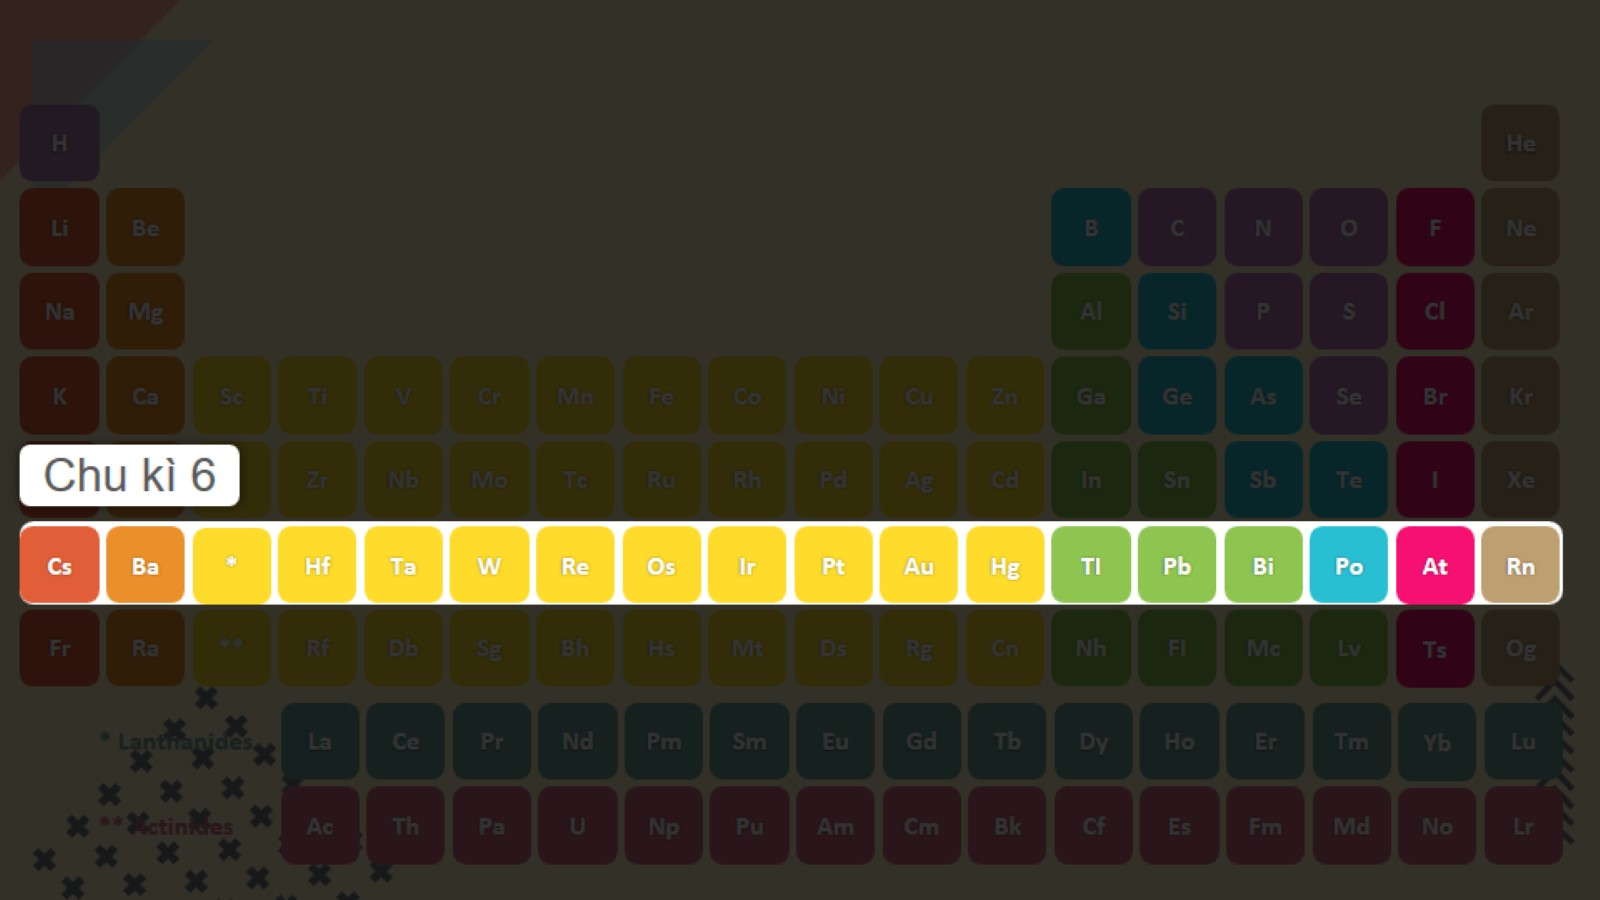 H He
Li Be B C N O F Ne
Na Mg Al Si P S Cl Ar
K Ca Sc Ti V Cr Mn Fe Co Ni Cu Zn Ga Ge As Se Br Kr
Chu kì 6 Zr Nb Mo Tc Ru Rh Pd Ag Cd In Sn Sb Te I Xe
Cs Ba * Hf Ta W Re Os Ir Pt Au Hg Tl Pb Bi Po At Rn
Fr Ra ** Rf Db Sg Bh Hs Mt Ds Rg Cn Nh Fl Mc Lv Ts Og
* Lanthanides La Ce Pr Nd Pm Sm Eu Gd Tb Dy Ho Er Tm Yb Lu
** Actinides Ac Th Pa U Np Pu Am Cm Bk Cf Es Fm Md No Lr